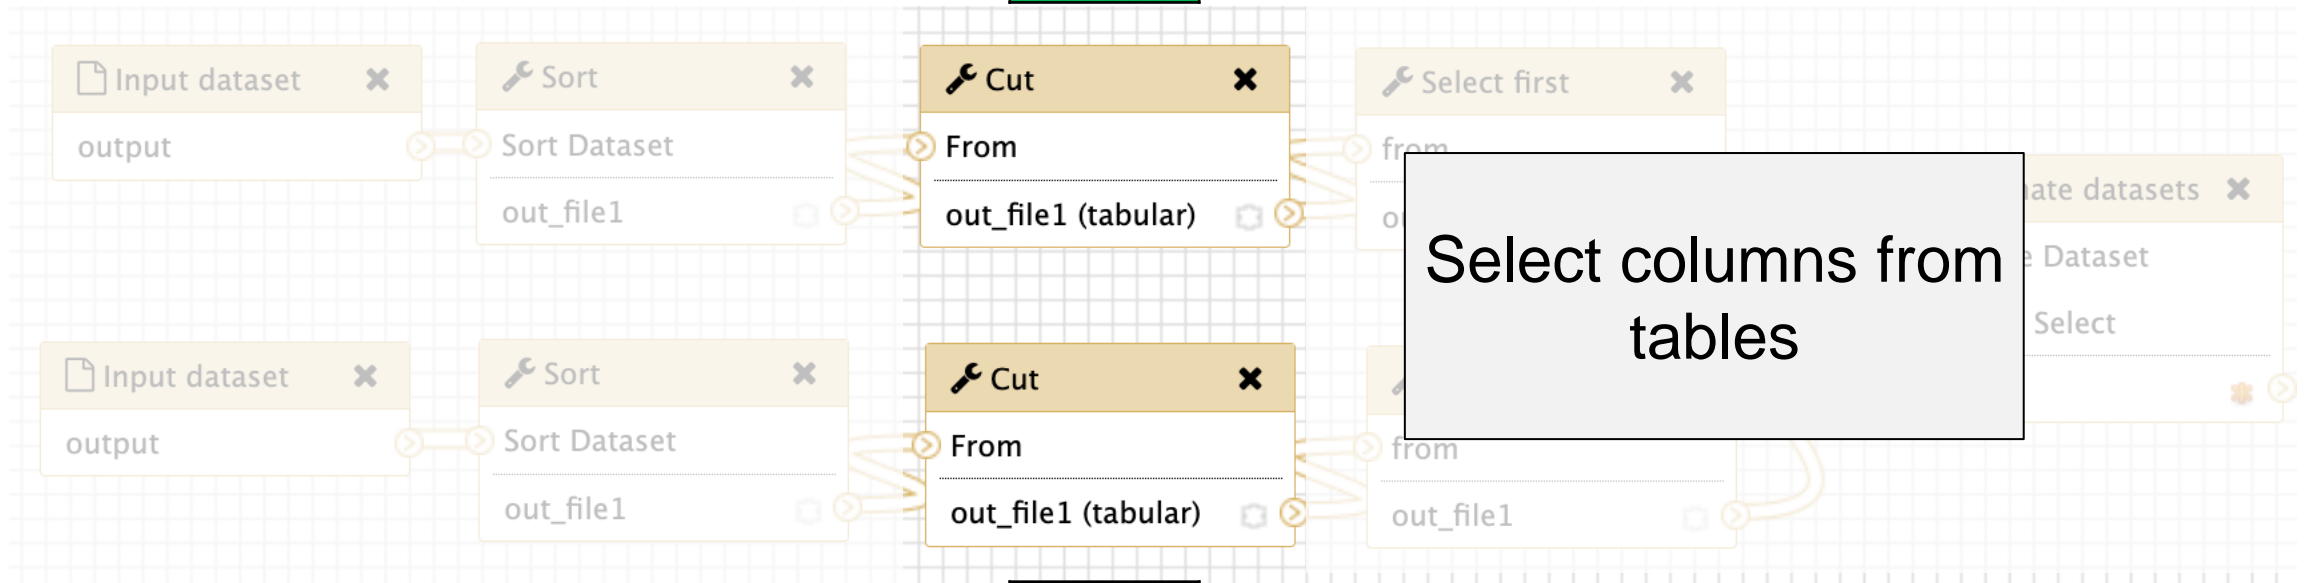 Input dataset
output
Sort
Sort Dataset
out_file1
Cut
From
out_file1 (tabular)
Select first
from
Select columns from
tables
datasets
Dataset
Select
Input dataset
output
Sort
Sort Dataset
out_file1
Cut
From
out_file1 (tabular)
from
out_file1